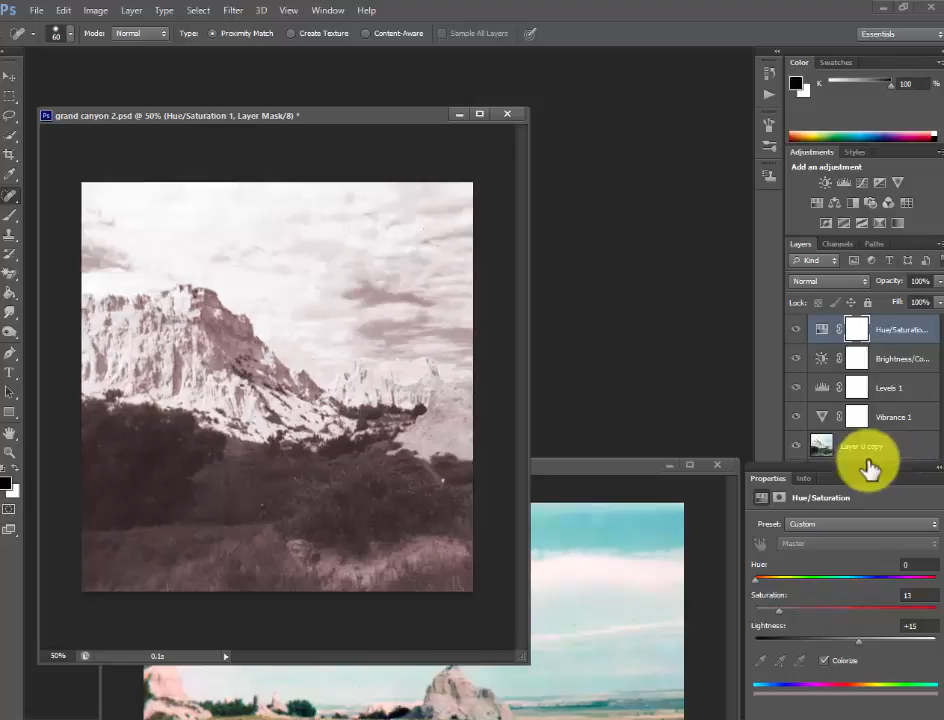 Ps File Edit Image Layer Type Select Filter 3D View Window Help
60 Mode: Normal Type: Proximity Match Create Texture Content-Aware Sample All Layers Essentials
grand canyon 2.psd @ 50% (Hue/Saturation 1, Layer Mask/8) *
Color Swatches
K 100 %
Adjustments Styles
Add an adjustment
Layers Channels Paths
Kind
Normal Opacity: 100%
Lock: Fill: 100%
Hue/Saturatio...
Brightness/Co...
Levels 1
Vibrance 1
Layer 0 copy
Properties Info
Hue/Saturation
Preset: Custom
Master
Hue: 0
Saturation: 13
Lightness: +15
Colorize
50% 0.1s